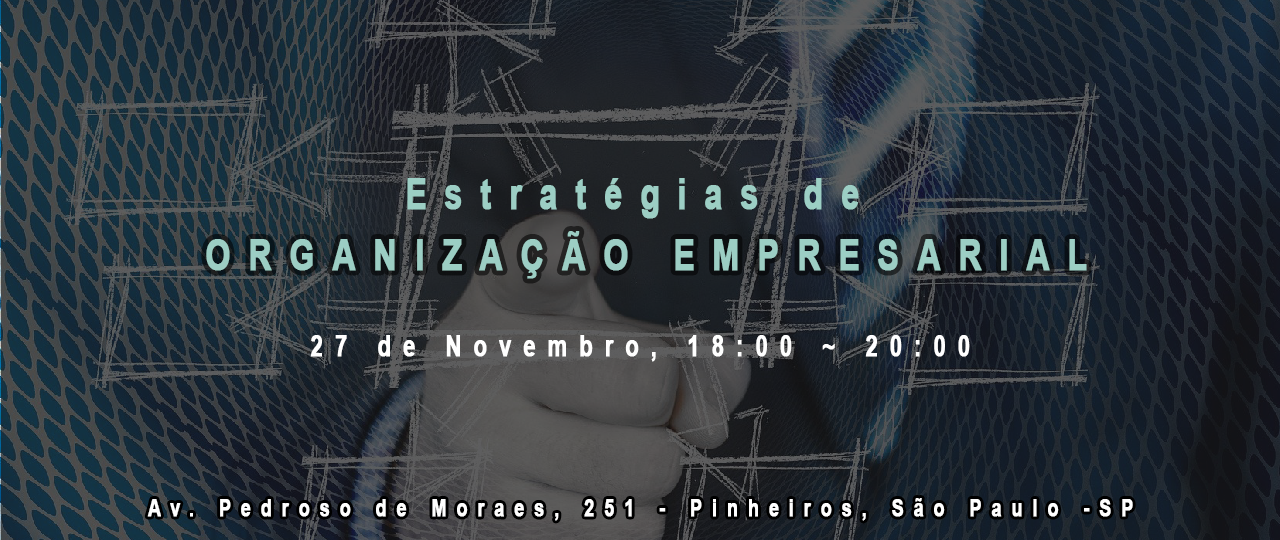 Estratégias de
ORGANIZAÇÃO EMPRESARIAL
27 de Novembro, 18:00 ~ 20:00
Av. Pedroso de Moraes, 251 - Pinheiros, São Paulo -SP